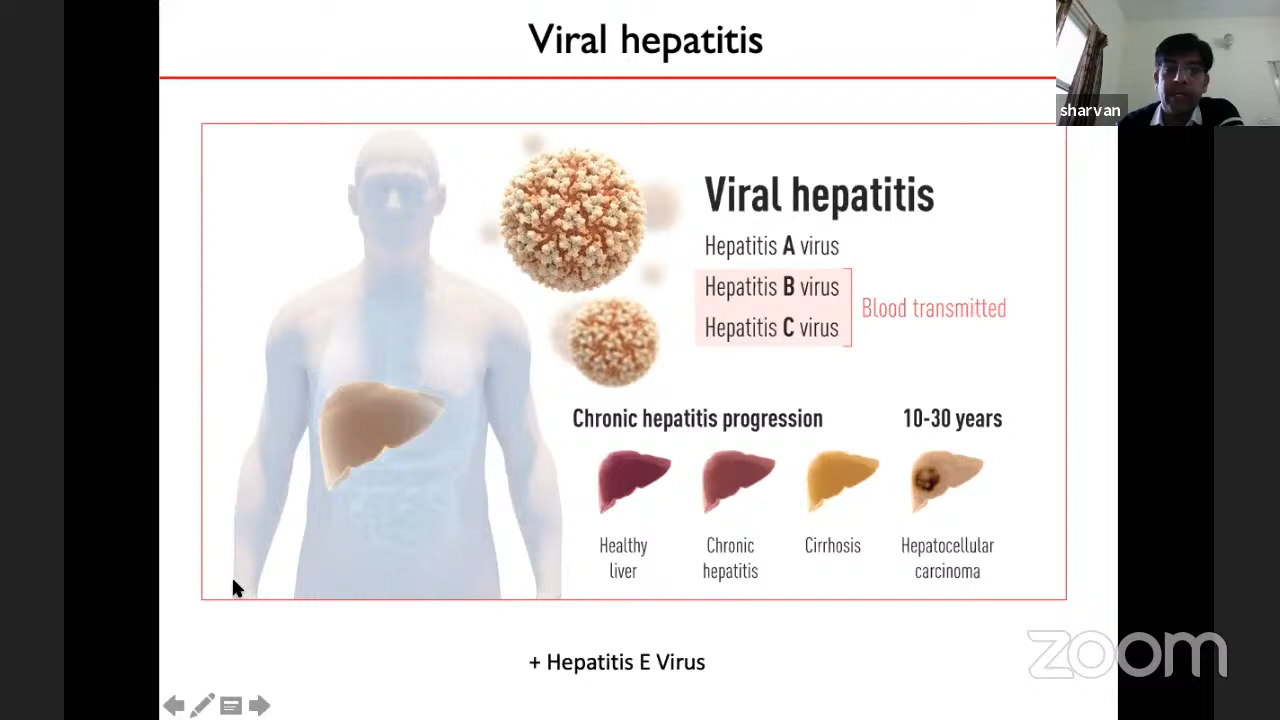 Viral hepatitis
sharvan
Viral hepatitis
Hepatitis A virus
Hepatitis B virus
Hepatitis C virus
Blood transmitted
Chronic hepatitis progression
10-30 years
Healthy
liver
Chronic
hepatitis
Cirrhosis
Hepatocellular
carcinoma
+ Hepatitis E Virus
zoom